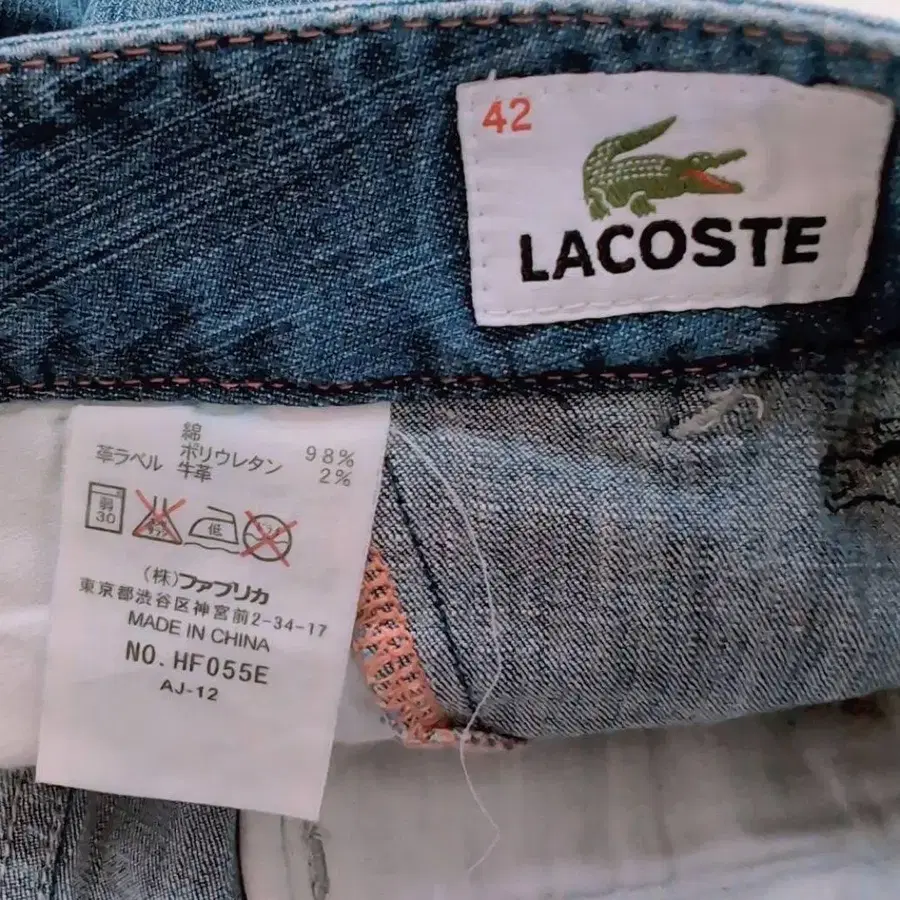 42
LACOSTE
綿 98%
ポリウレタン 2%
革ラベル 牛革
弱
30
低
(株)ファブリカ
東京都渋谷区神宮前2-34-17
MADE IN CHINA
NO. HF055E
AJ-12